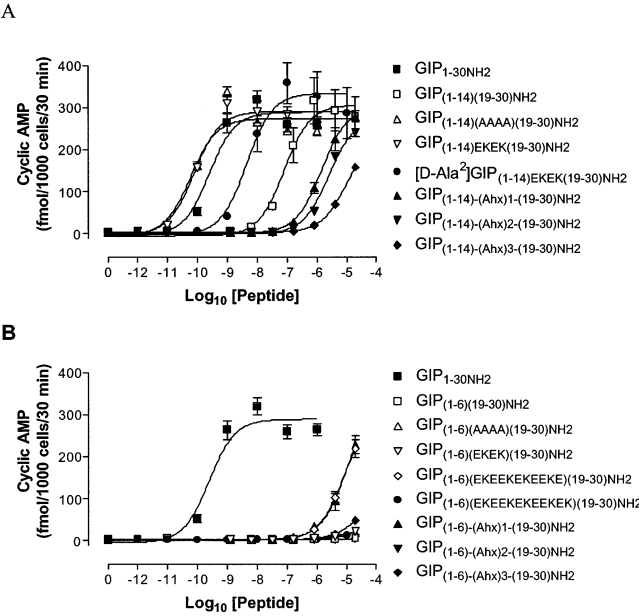 A
Cyclic AMP
(fmol/1000 cells/30 min)
400
300
200
100
0
0 -12 -11 -10 -9 -8 -7 -6 -5 -4
Log10 [Peptide]
GIP1-30NH2
GIP(1-14)(19-30)NH2
GIP(1-14)(AAAA)(19-30)NH2
GIP(1-14)EKEK(19-30)NH2
[D-Ala2]GIP(1-14)EKEK(19-30)NH2
GIP(1-14)-(Ahx)1-(19-30)NH2
GIP(1-14)-(Ahx)2-(19-30)NH2
GIP(1-14)-(Ahx)3-(19-30)NH2
B
Cyclic AMP
(fmol/1000 cells/30 min)
400
300
200
100
0
0 -12 -11 -10 -9 -8 -7 -6 -5 -4
Log10 [Peptide]
GIP1-30NH2
GIP(1-6)(19-30)NH2
GIP(1-6)(AAAA)(19-30)NH2
GIP(1-6)(EKEK)(19-30)NH2
GIP(1-6)(EKEEKEKEEKE)(19-30)NH2
GIP(1-6)(EKEEKEKEEKEK)(19-30)NH2
GIP(1-6)-(Ahx)1-(19-30)NH2
GIP(1-6)-(Ahx)2-(19-30)NH2
GIP(1-6)-(Ahx)3-(19-30)NH2